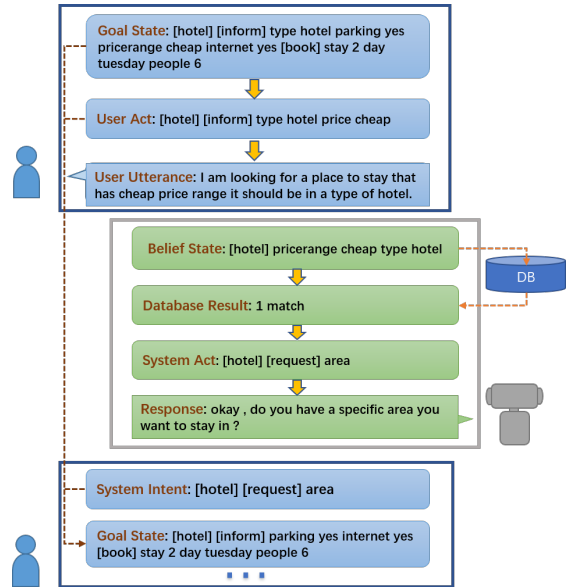 Goal State: [hotel] [inform] type hotel parking yes
pricerange cheap internet yes [book] stay 2 day
tuesday people 6
User Act: [hotel] [inform] type hotel price cheap
User Utterance: I am looking for a place to stay that
has cheap price range it should be in a type of hotel.
Belief State: [hotel] pricerange cheap type hotel
DB
Database Result: 1 match
System Act: [hotel] [request] area
Response: okay , do you have a specific area you
want to stay in ?
System Intent: [hotel] [request] area
Goal State: [hotel] [inform] parking yes internet yes
[book] stay 2 day tuesday people 6
...